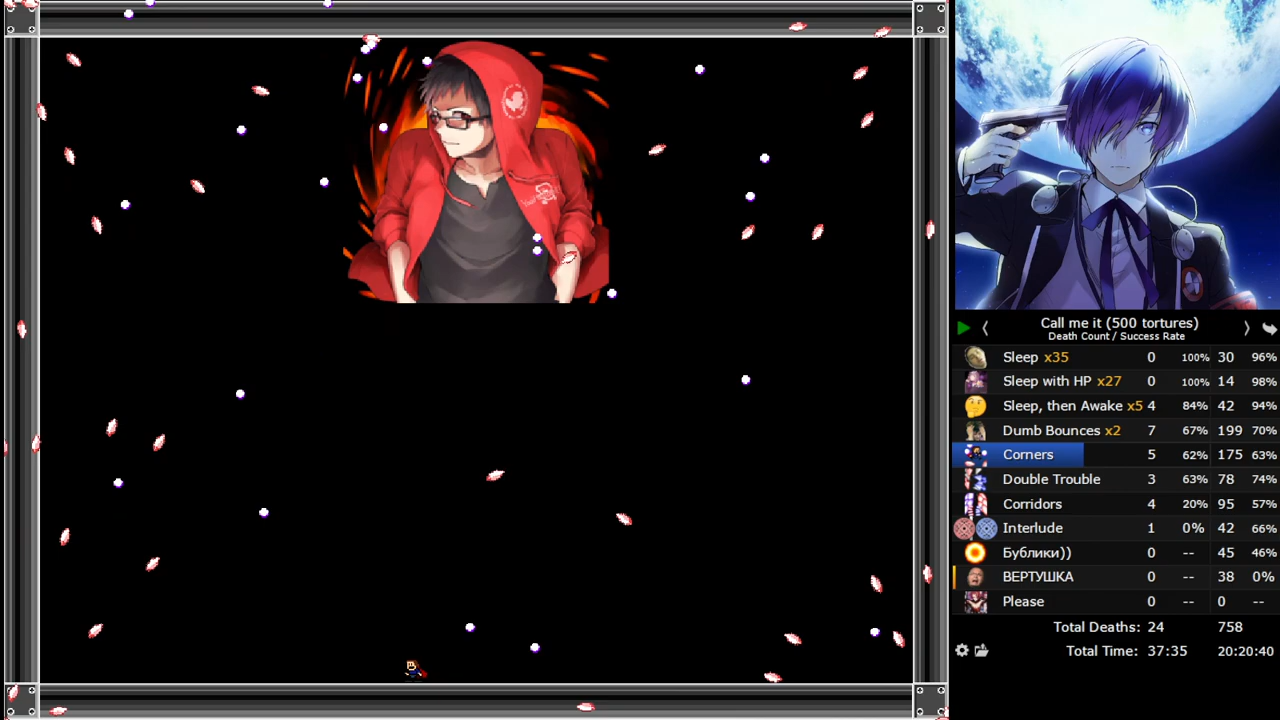 Call me it (500 tortures)
Death Count / Success Rate
Sleep x35 0 100% 30 96%
Sleep with HP x27 0 100% 14 98%
Sleep, then Awake x5 4 84% 42 94%
Dumb Bounces x2 7 67% 199 70%
Corners 5 62% 175 63%
Double Trouble 3 63% 78 74%
Corridors 4 20% 95 57%
Interlude 1 0% 42 66%
Бублики)) 0 -- 45 46%
ВЕРТУШКА 0 -- 38 0%
Please 0 -- 0 --
Total Deaths: 24 758
Total Time: 37:35 20:20:40